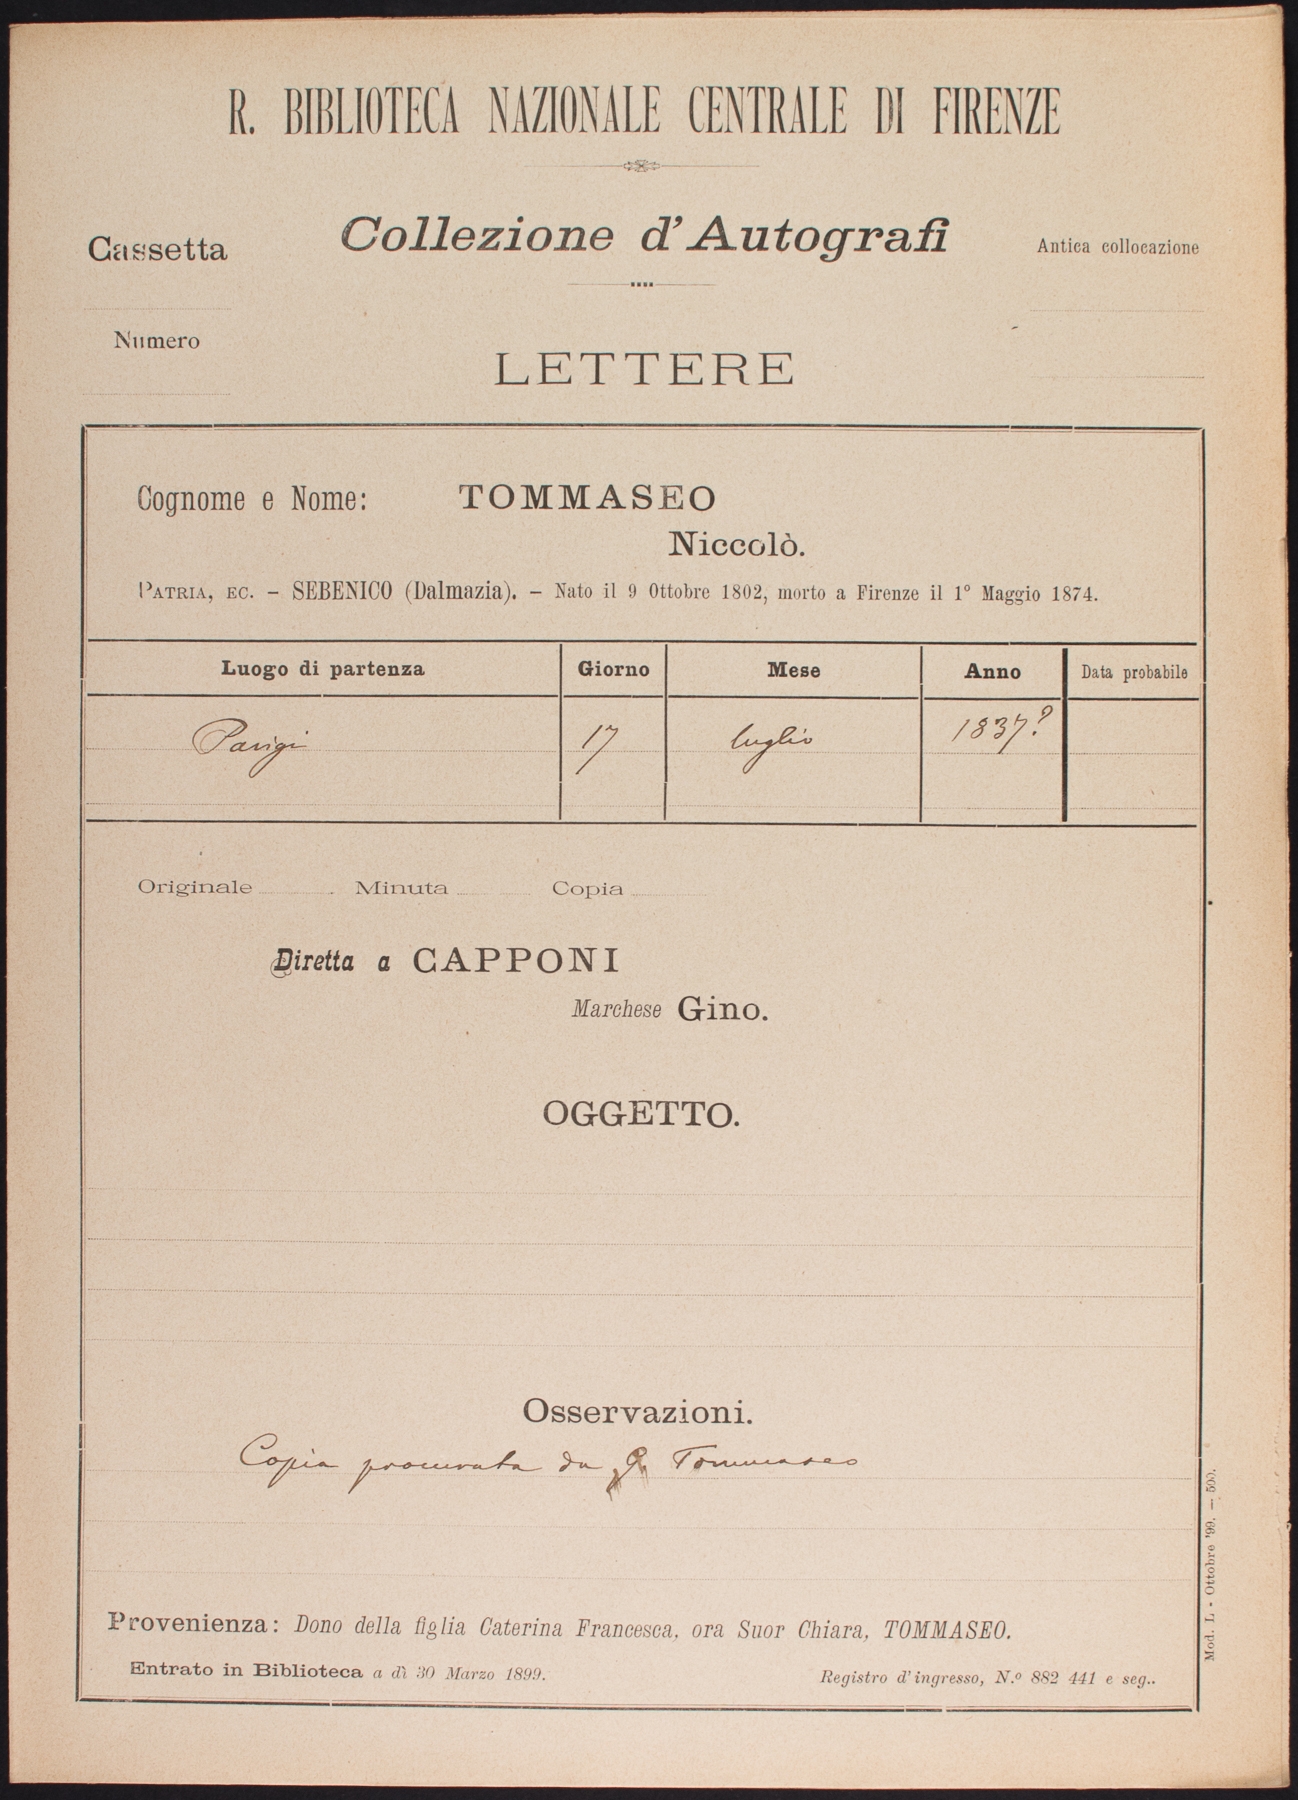 R. BIBLIOTECA NAZIONALE CENTRALE DI FIRENZE
Collezione d'Autografi
Cassetta
Antica collocazione
Numero
LETTERE
Cognome e Nome: TOMMASEO
Niccolò.
PATRIA, EC. – SEBENICO (Dalmazia). – Nato il 9 Ottobre 1802, morto a Firenze il 1° Maggio 1874.
Luogo di partenza Giorno Mese Anno Data probabile
Parigi 17 luglio 1837?
Originale Minuta Copia
Diretta a CAPPONI
Marchese Gino.
OGGETTO.
Osservazioni.
Copia procurata da G. Tommaseo
Provenienza: Dono della figlia Caterina Francesca, ora Suor Chiara, TOMMASEO.
Entrato in Biblioteca a dì 30 Marzo 1899. Registro d'ingresso, N.º 882 441 e seg..
Mod. L - Ottobre '99. – 500.